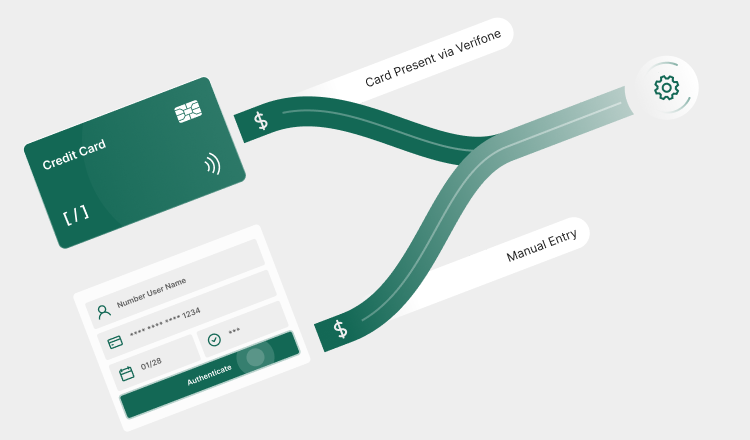 Card Present via Verifone
$
Credit Card
[/]
Manual Entry
$
Number User Name
**** **** **** 1234
01/28
***
Authenticate